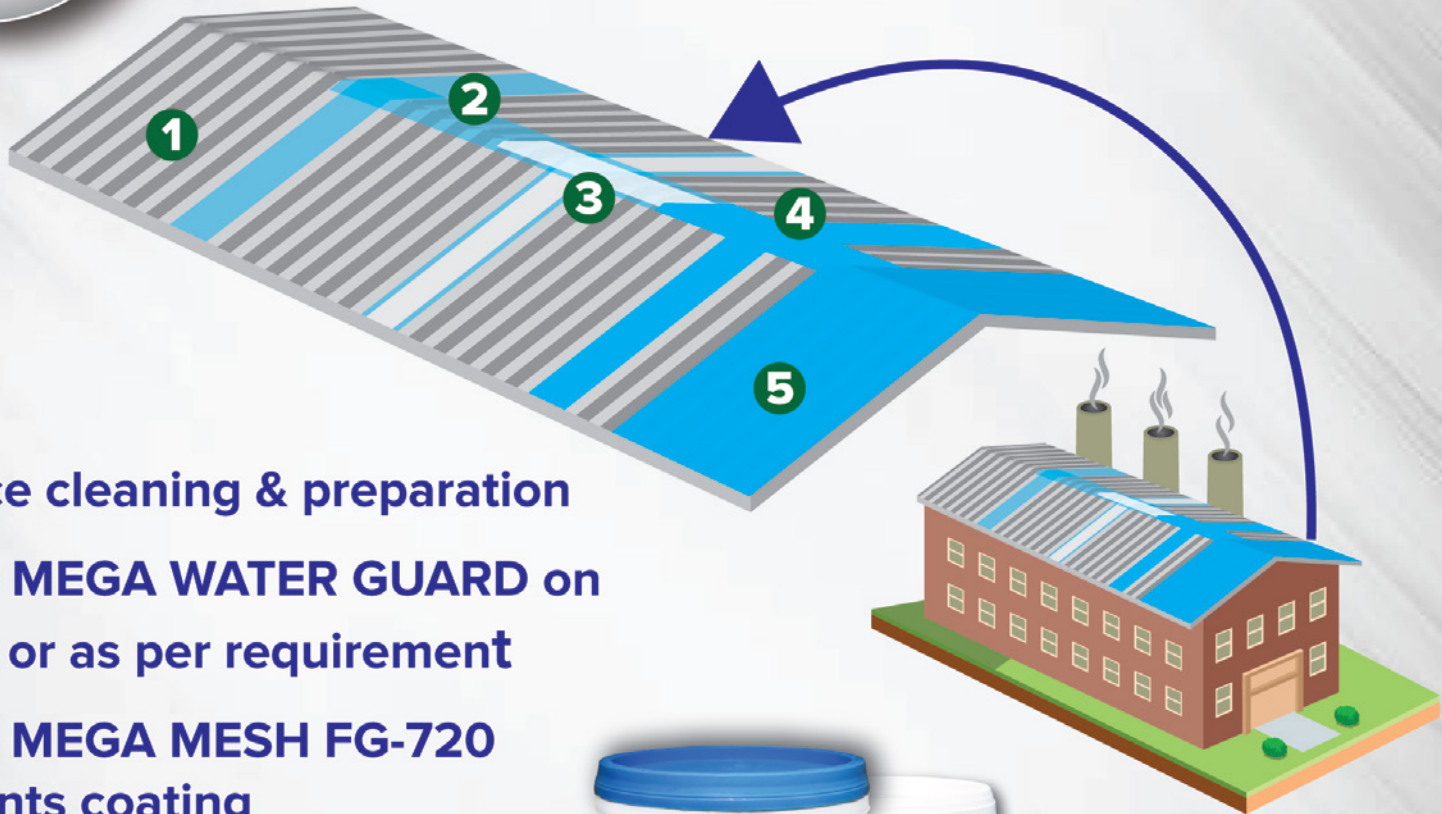 1
2
3
4
5
ce cleaning & preparation
MEGA WATER GUARD on
or as per requirement
MEGA MESH FG-720
nts coating